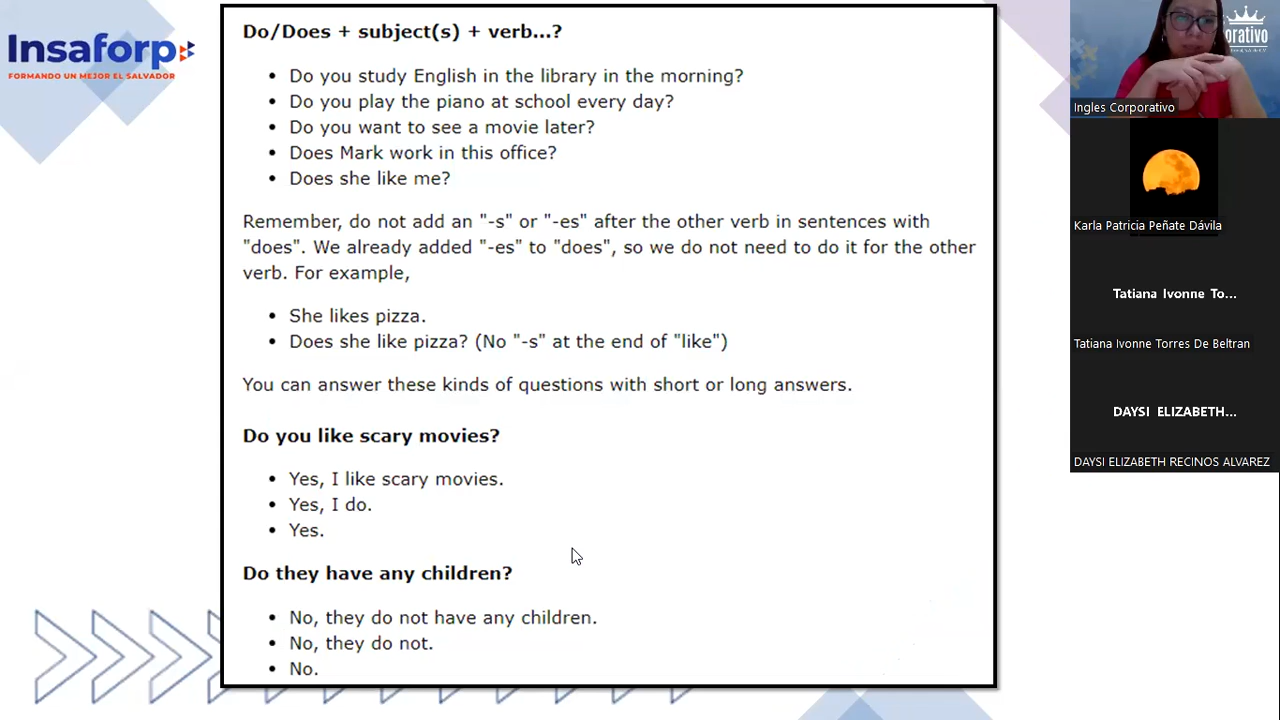 Insaforp
FORMANDO UN MEJOR EL SALVADOR
Do/Does + subject(s) + verb...?
• Do you study English in the library in the morning?
• Do you play the piano at school every day?
• Do you want to see a movie later?
• Does Mark work in this office?
• Does she like me?
Remember, do not add an "-s" or "-es" after the other verb in sentences with
"does". We already added "-es" to "does", so we do not need to do it for the other
verb. For example,
• She likes pizza.
• Does she like pizza? (No "-s" at the end of "like")
You can answer these kinds of questions with short or long answers.
Do you like scary movies?
• Yes, I like scary movies.
• Yes, I do.
• Yes.
Do they have any children?
• No, they do not have any children.
• No, they do not.
• No.
orativo
Ingles Corporativo
Karla Patricia Peñate Dávila
Tatiana Ivonne To...
Tatiana Ivonne Torres De Beltran
DAYSI ELIZABETH...
DAYSI ELIZABETH RECINOS ALVAREZ